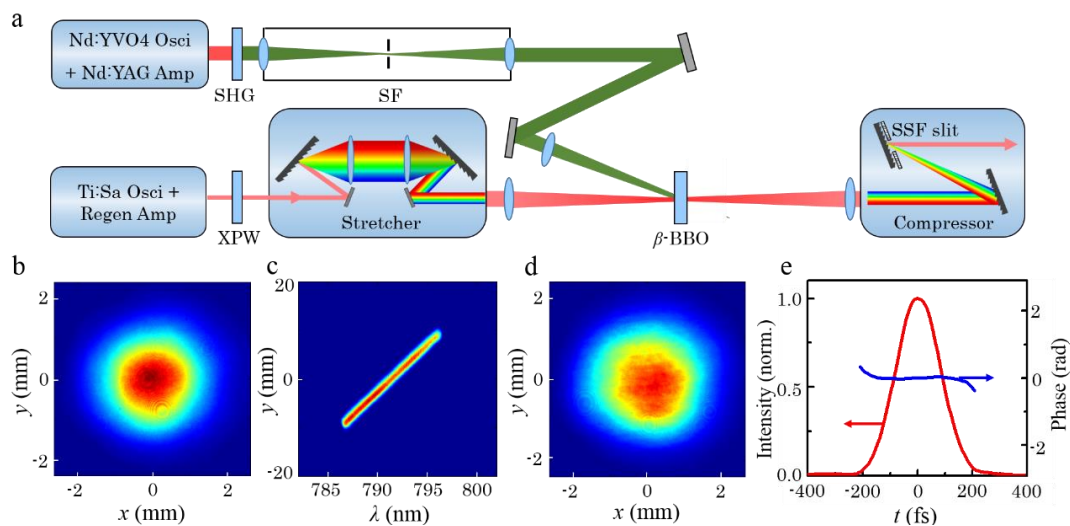 a
Nd:YVO4 Osci
+ Nd:YAG Amp
SHG
SF
SSF slit
Ti:Sa Osci +
Regen Amp
XPW
Stretcher
β-BBO
Compressor
b
c
d
e
2
0
-2
y (mm)
-2
0
2
x (mm)
20
0
-20
y (mm)
785
790
795
800
λ (nm)
2
0
-2
y (mm)
-2
0
2
x (mm)
1.0
0.5
0.0
Intensity (norm.)
2
0
-2
Phase (rad)
-400
-200
0
200
400
t (fs)